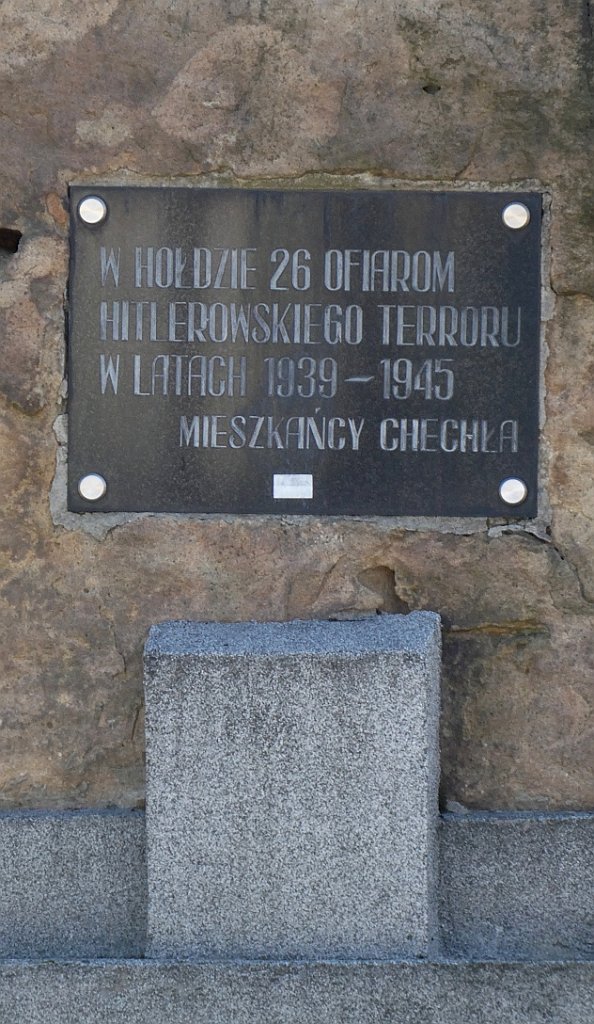 W HOŁDZIE 26 OFIAROM
HITLEROWSKIEGO TERRORU
W LATACH 1939 – 1945
MIESZKAŃCY CHECHŁA